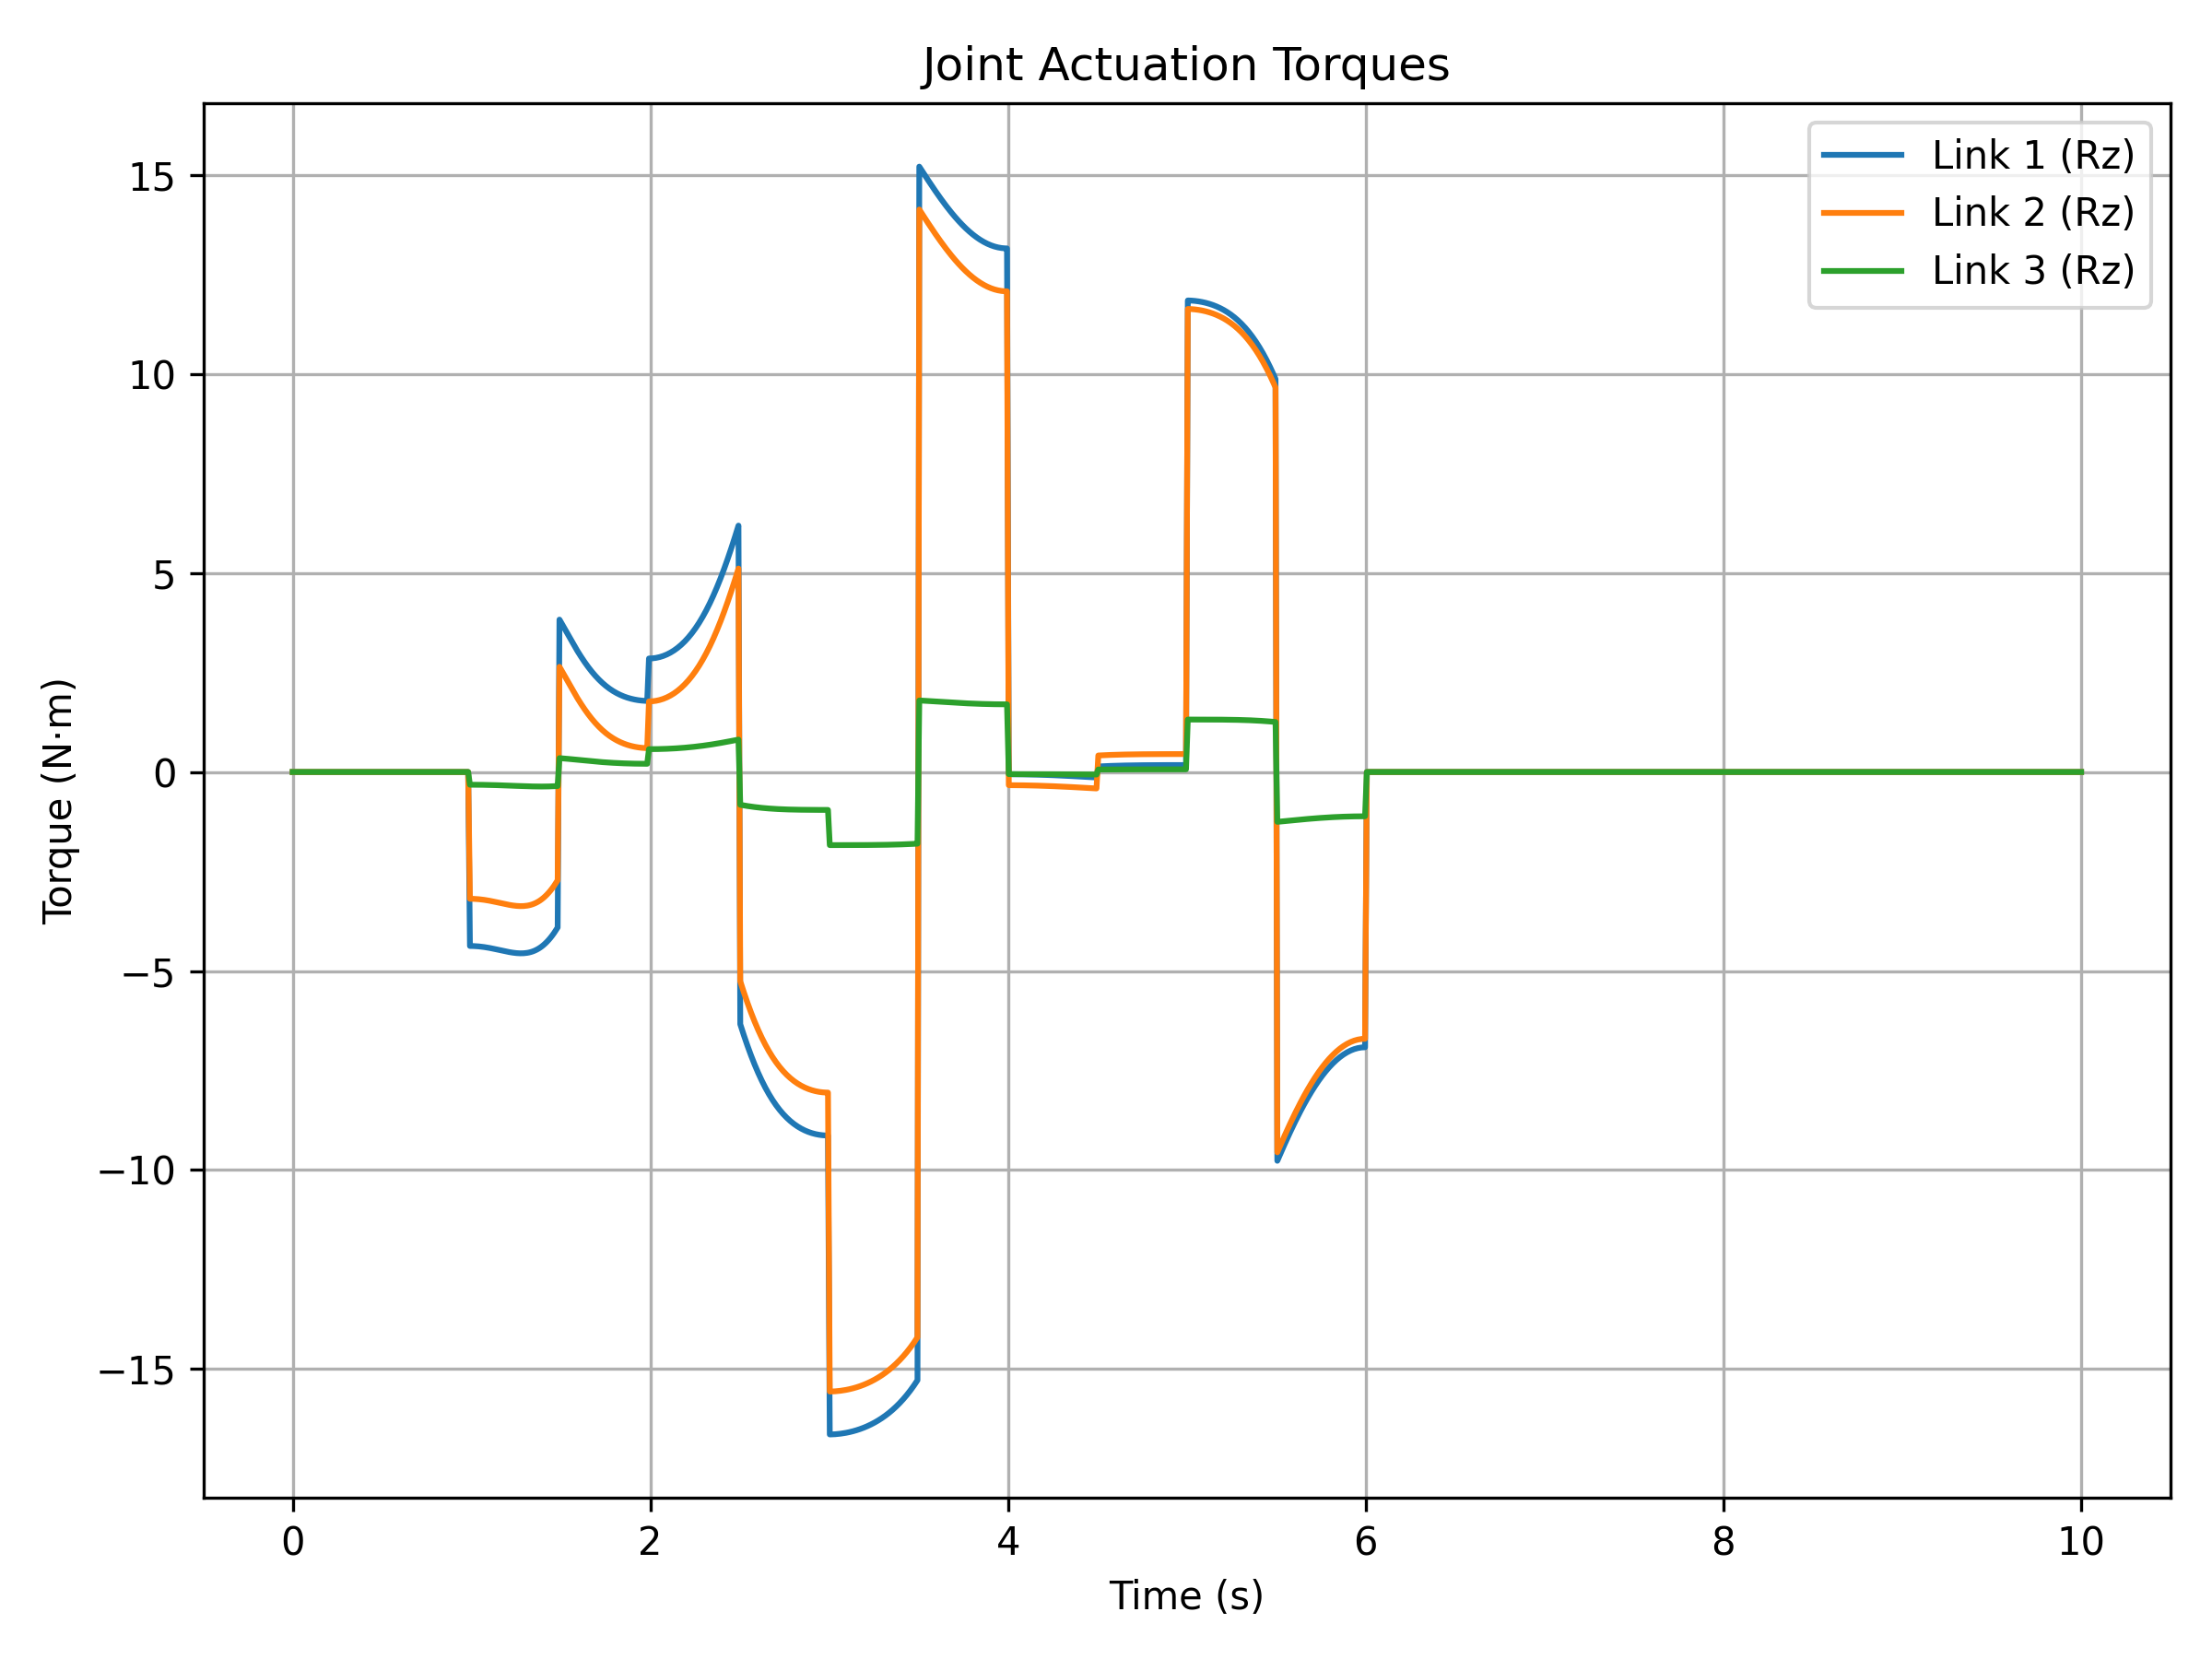 Joint Actuation Torques
Link 1 (Rz)
Link 2 (Rz)
Link 3 (Rz)
Torque (N·m)
15
10
5
0
−5
−10
−15
0 2 4 6 8 10
Time (s)